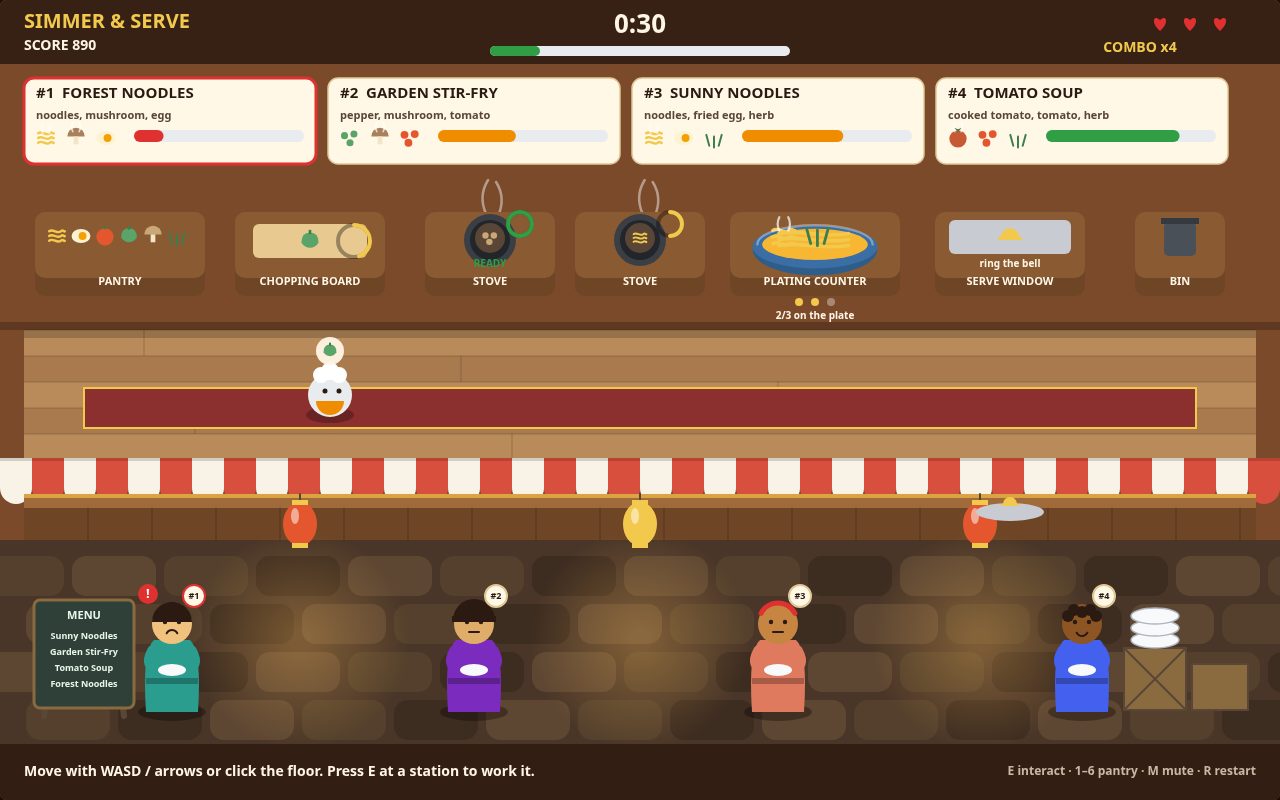 SIMMER & SERVE
SCORE 890
0:30
COMBO x4
#1 FOREST NOODLES
noodles, mushroom, egg
#2 GARDEN STIR-FRY
pepper, mushroom, tomato
#3 SUNNY NOODLES
noodles, fried egg, herb
#4 TOMATO SOUP
cooked tomato, tomato, herb
PANTRY
CHOPPING BOARD
READY
STOVE
STOVE
PLATING COUNTER
2/3 on the plate
ring the bell
SERVE WINDOW
BIN
!
#1
#2
#3
#4
MENU
Sunny Noodles
Garden Stir-Fry
Tomato Soup
Forest Noodles
Move with WASD / arrows or click the floor. Press E at a station to work it.
E interact · 1–6 pantry · M mute · R restart